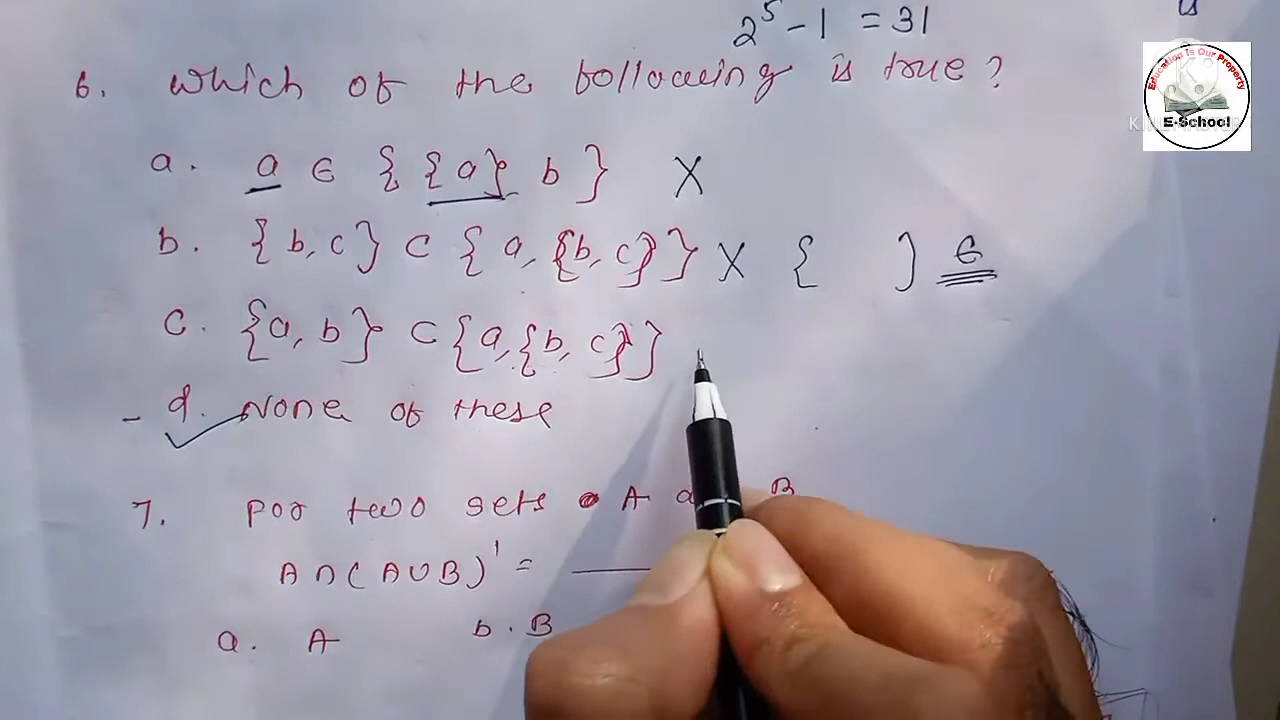 2⁵ - 1 = 31
is
Education Is Our Property
E-School
6. Which of the following is true?
a. a ∈ {{a} b} X
b. {b, c} ⊂ {a, {b, c}} X { } ∈
c. {a, b} ⊂ {a, {b, c}}
- d. None of these
7. For two sets A a B
A ∩ (A ∪ B)' = ____
a. A b. B